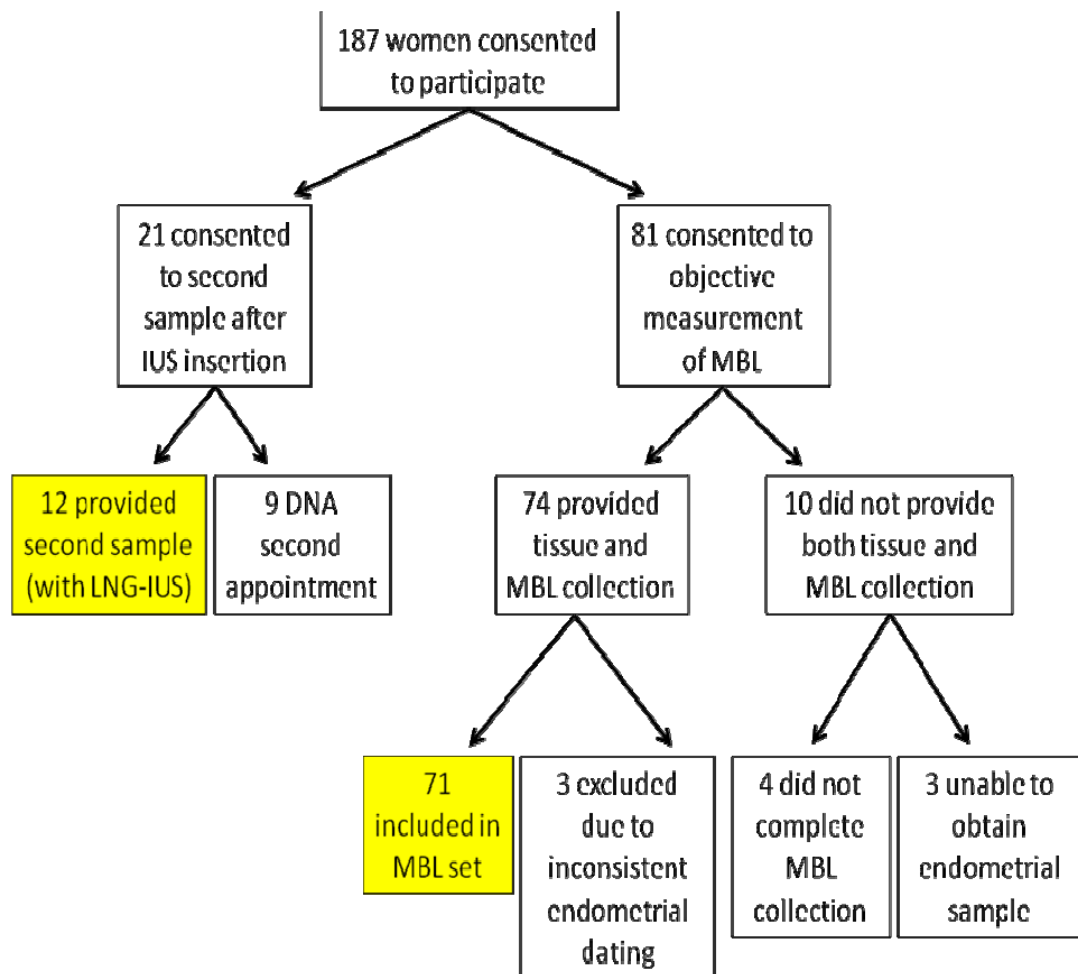 187 women consented
to participate
21 consented
to second
sample after
IUS insertion
81 consented to
objective
measurement
of MBL
12 provided
second sample
(with LNG-IUS)
9 DNA
second
appointment
74 provided
tissue and
MBL collection
10 did not provide
both tissue and
MBL collection
71
included in
MBL set
3 excluded
due to
inconsistent
endometrial
dating
4 did not
complete
MBL
collection
3 unable to
obtain
endometrial
sample